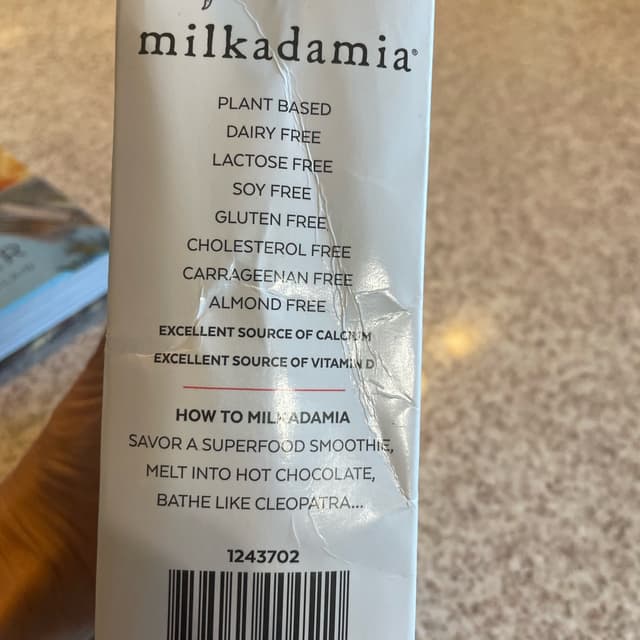 milkadamia®
PLANT BASED
DAIRY FREE
LACTOSE FREE
SOY FREE
GLUTEN FREE
CHOLESTEROL FREE
CARRAGEENAN FREE
ALMOND FREE
EXCELLENT SOURCE OF CALCIUM
EXCELLENT SOURCE OF VITAMIN D
HOW TO MILKADAMIA
SAVOR A SUPERFOOD SMOOTHIE,
MELT INTO HOT CHOCOLATE,
BATHE LIKE CLEOPATRA...
1243702